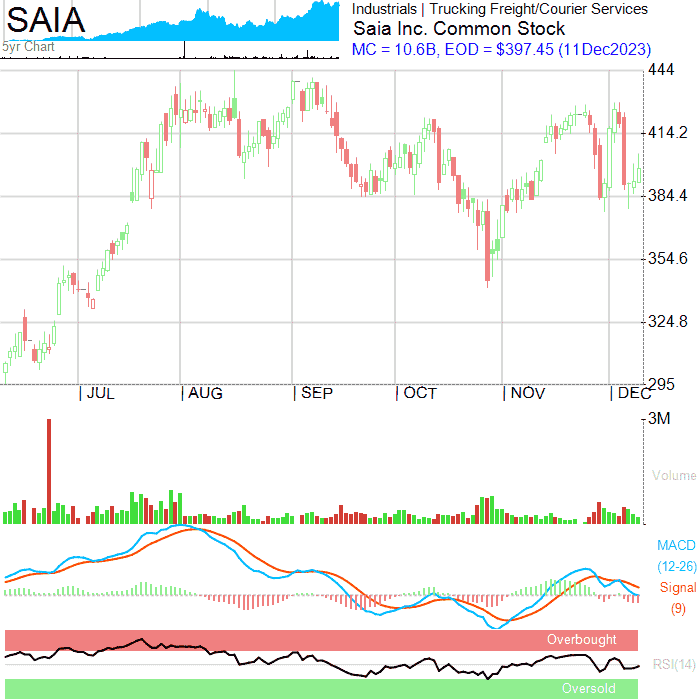 SAIA
5yr Chart
Industrials | Trucking Freight/Courier Services
Saia Inc. Common Stock
MC = 10.6B, EOD = $397.45 (11Dec2023)
444
414.2
384.4
354.6
324.8
295
| JUL | AUG | SEP | OCT | NOV | DEC
3M
Volume
MACD
(12-26)
Signal
(9)
Overbought
RSI(14)
Oversold